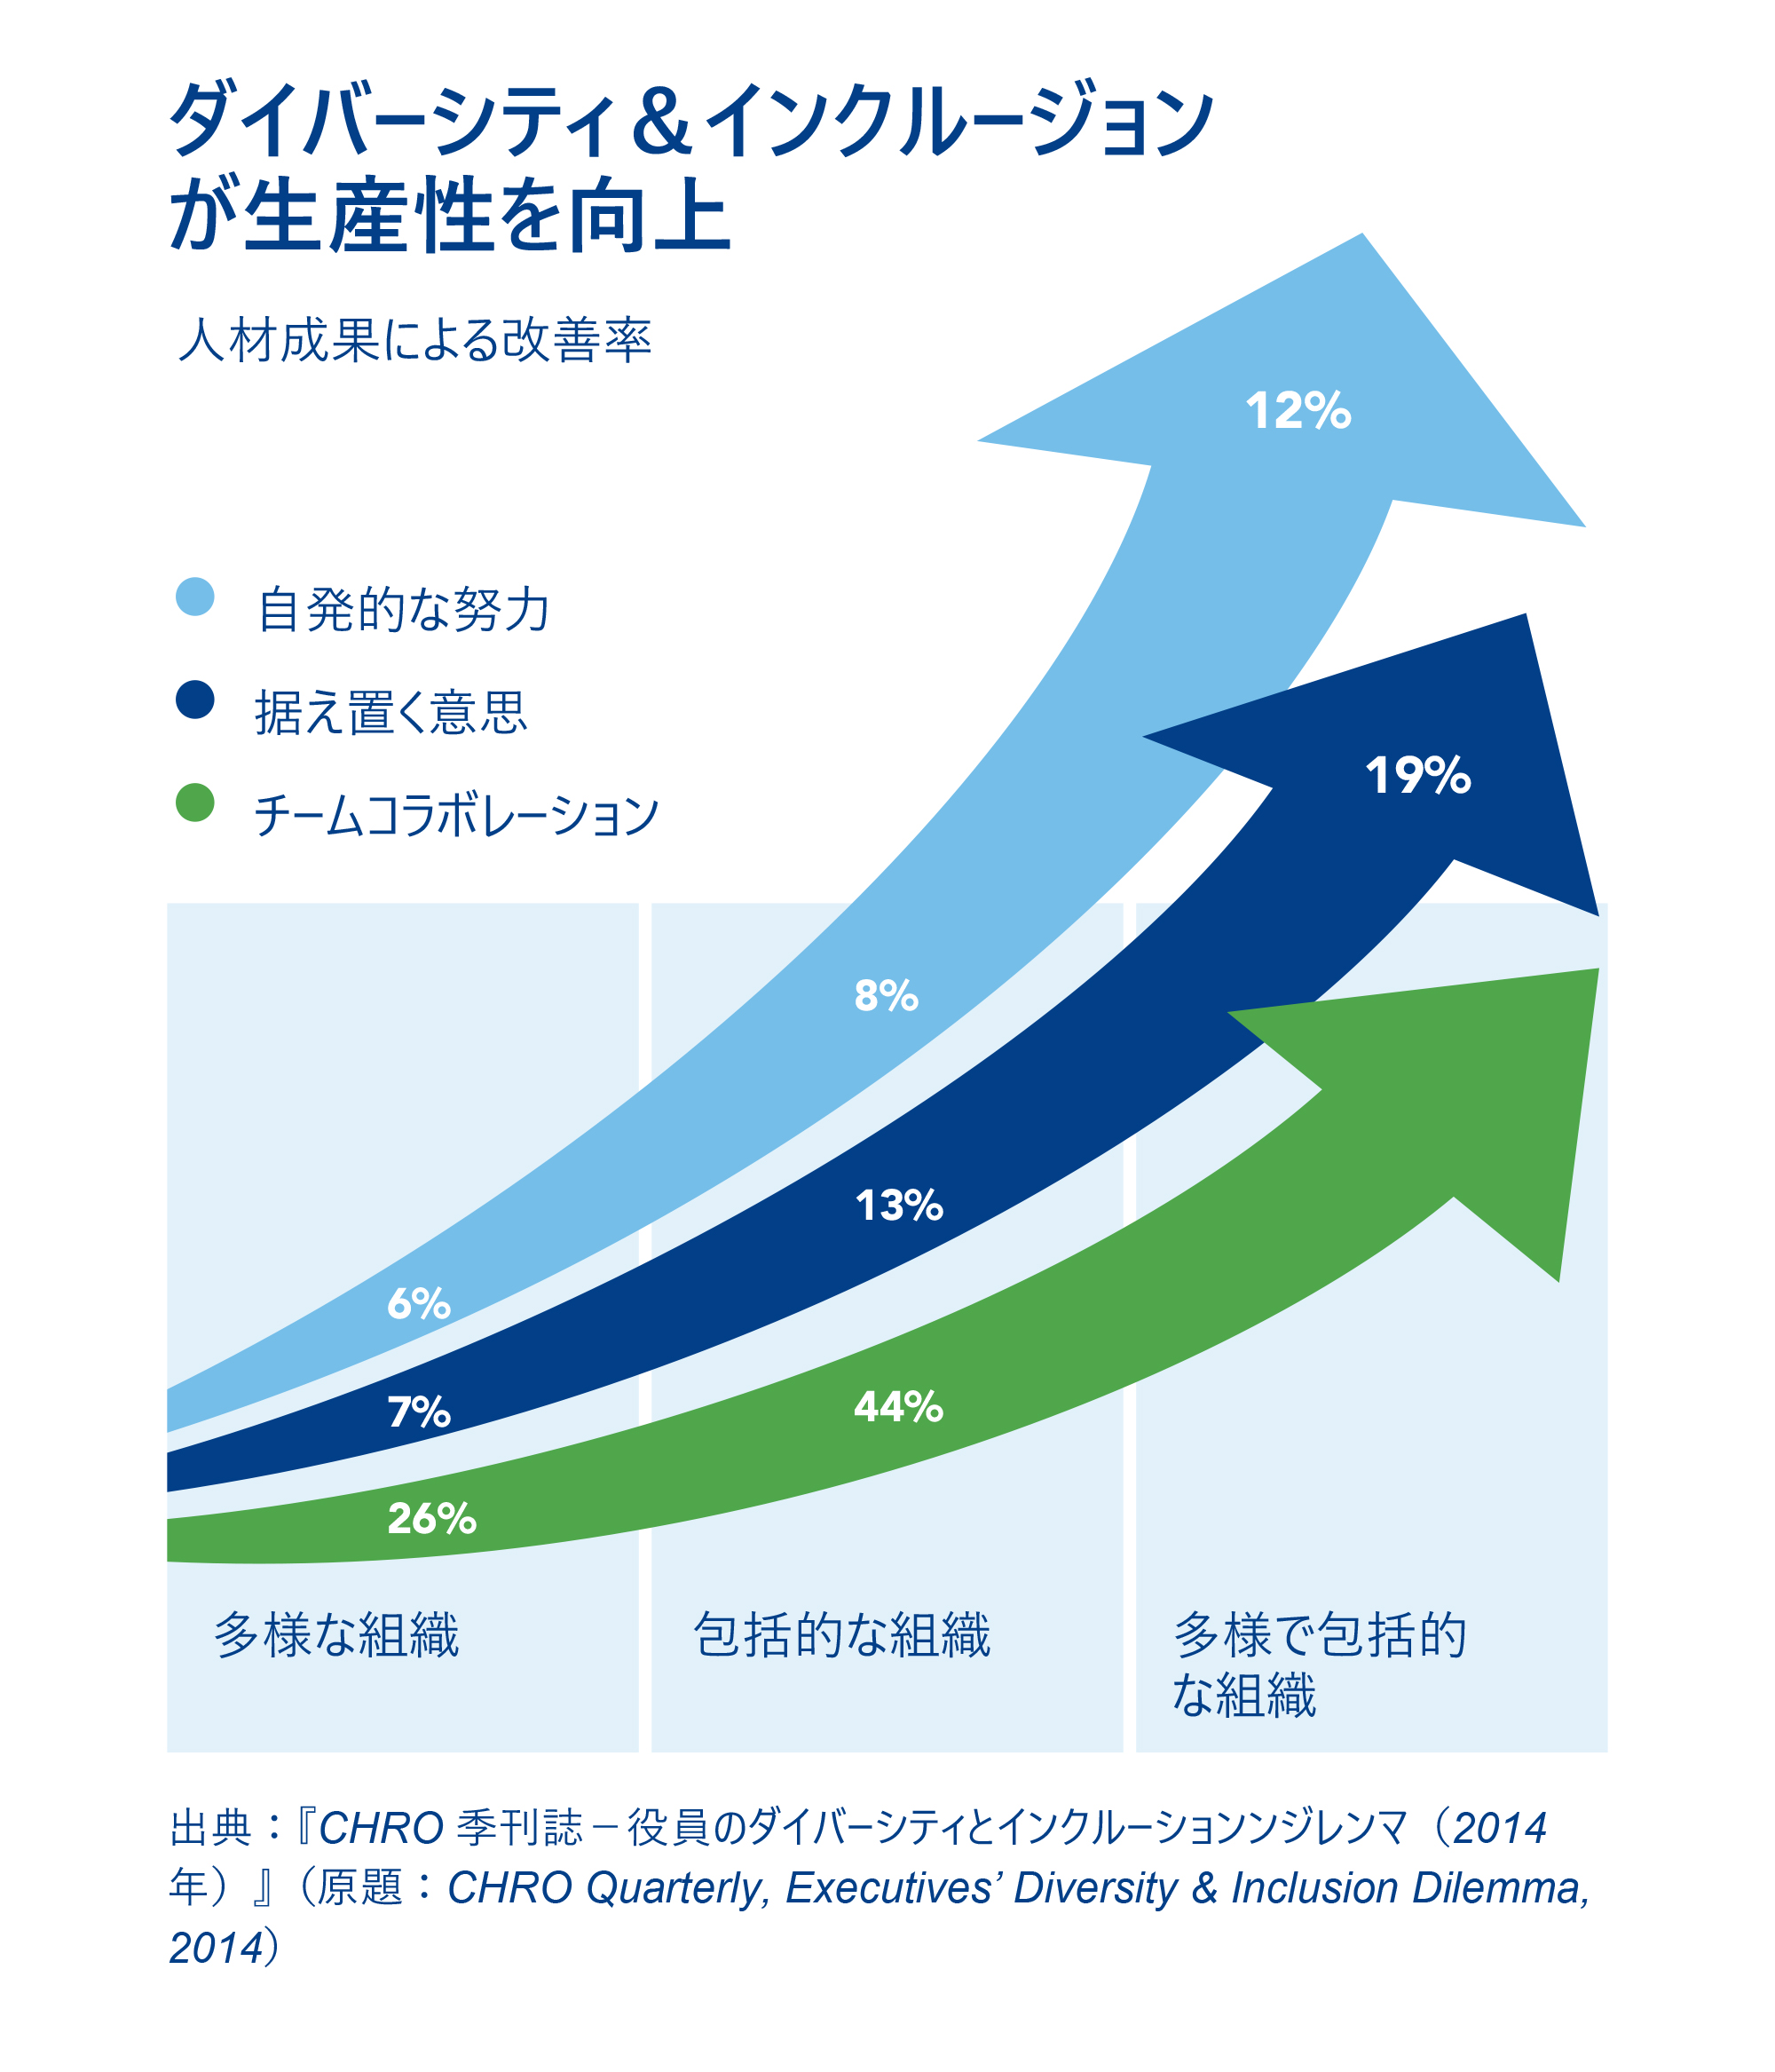 ダイバーシティ＆インクルージョン
が生産性を向上
人材成果による改善率
12%
自発的な努力
据え置く意思
19%
チームコラボレーション
8%
13%
6%
7%
44%
26%
多様な組織
包括的な組織
多様で包括的
な組織
出典：『CHRO 季刊誌－役員のダイバーシティとインクルーションンジレンマ（2014
年）』（原題：CHRO Quarterly, Executives’ Diversity & Inclusion Dilemma,
2014）